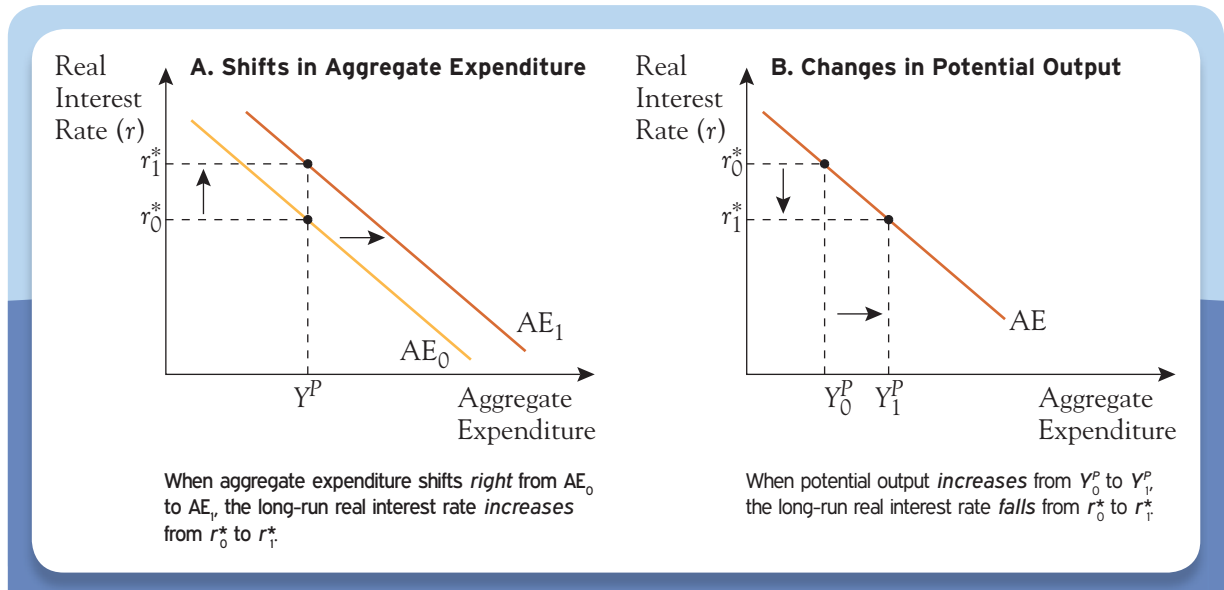 A. Shifts in Aggregate Expenditure
Real
Interest
Rate (r)
r₁*
r₀*
AE₀
AE₁
Yᴾ
Aggregate
Expenditure
When aggregate expenditure shifts right from AE₀
to AE₁, the long-run real interest rate increases
from r₀* to r₁*.
B. Changes in Potential Output
Real
Interest
Rate (r)
r₀*
r₁*
AE
Y₀ᴾ Y₁ᴾ
Aggregate
Expenditure
When potential output increases from Y₀ᴾ to Y₁ᴾ,
the long-run real interest rate falls from r₀* to r₁*.